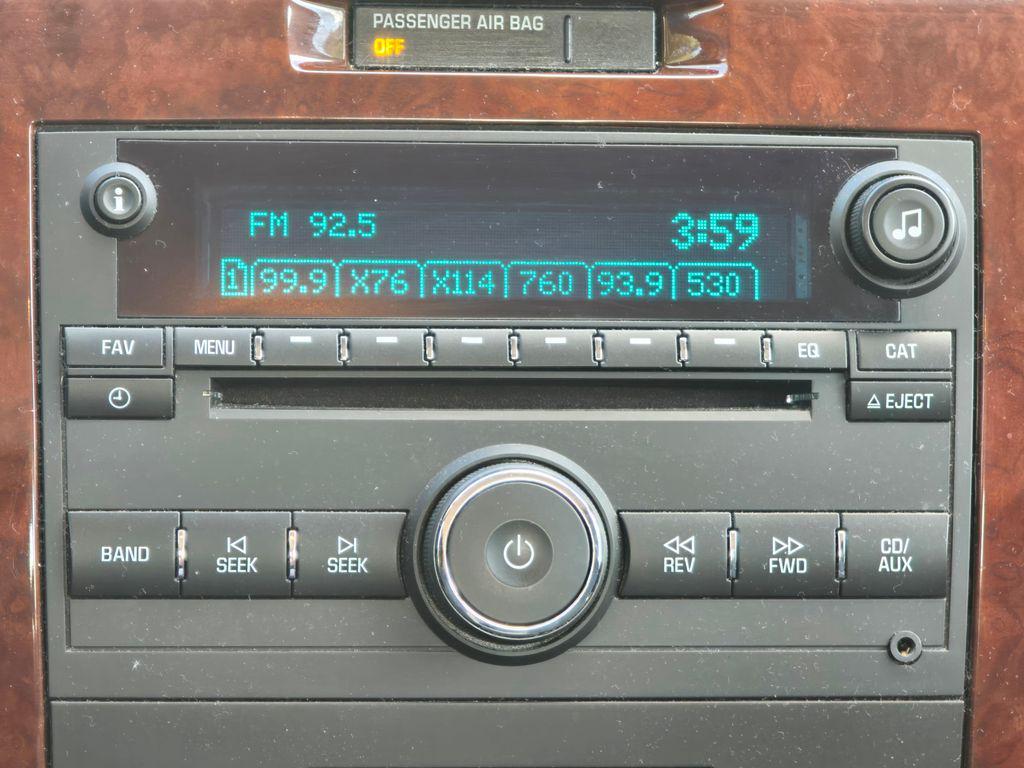 PASSENGER AIR BAG
OFF
i
FM 92.5 3:59
1 99.9 X76 X114 760 93.9 530
FAV MENU EQ CAT
EJECT
BAND SEEK SEEK REV FWD CD/
AUX